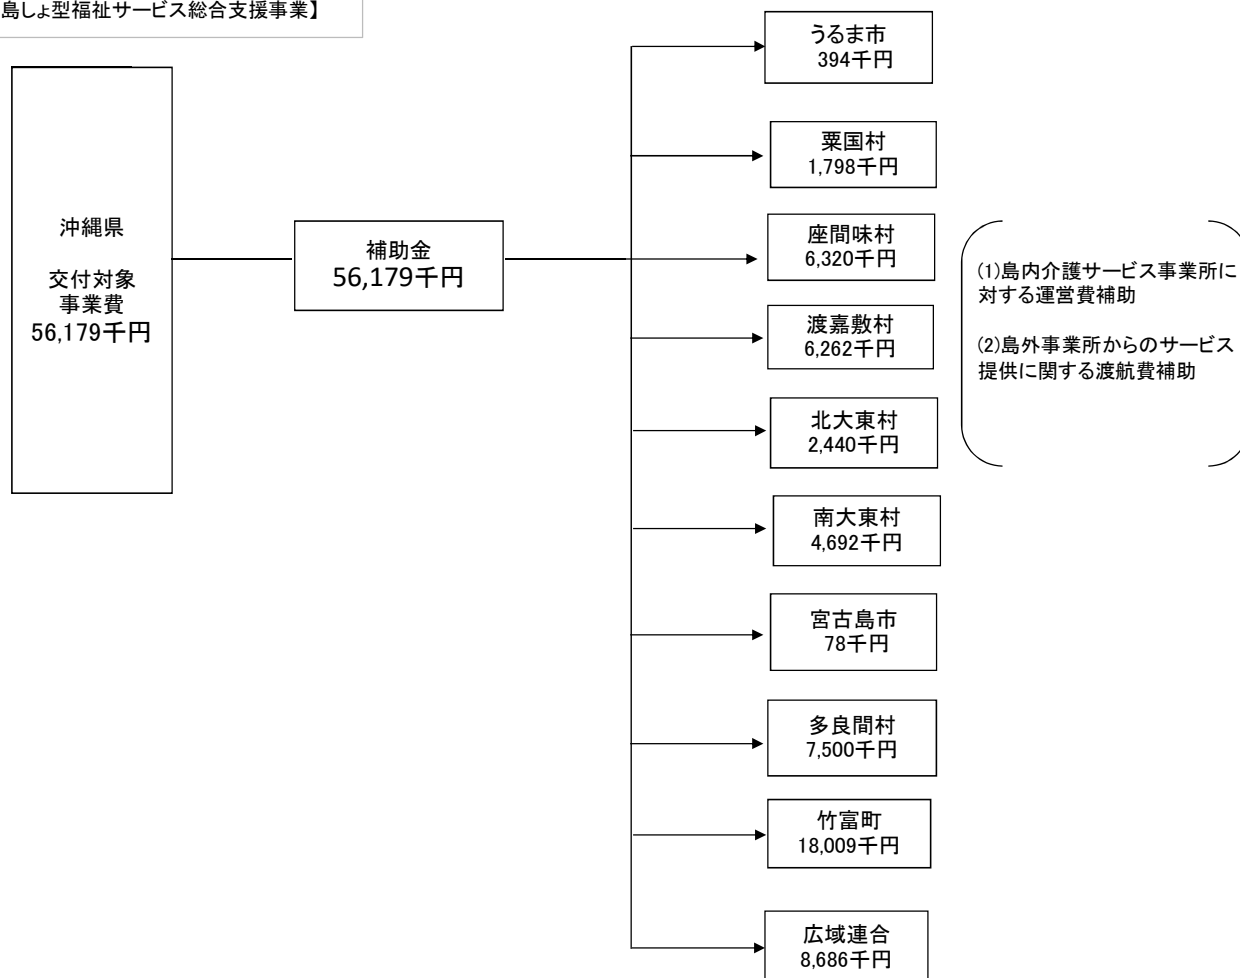 島しょ型福祉サービス総合支援事業】
沖縄県
交付対象
事業費
56,179千円
補助金
56,179千円
うるま市
394千円
粟国村
1,798千円
座間味村
6,320千円
渡嘉敷村
6,262千円
北大東村
2,440千円
南大東村
4,692千円
宮古島市
78千円
多良間村
7,500千円
竹富町
18,009千円
広域連合
8,686千円
(1)島内介護サービス事業所に
対する運営費補助
(2)島外事業所からのサービス
提供に関する渡航費補助